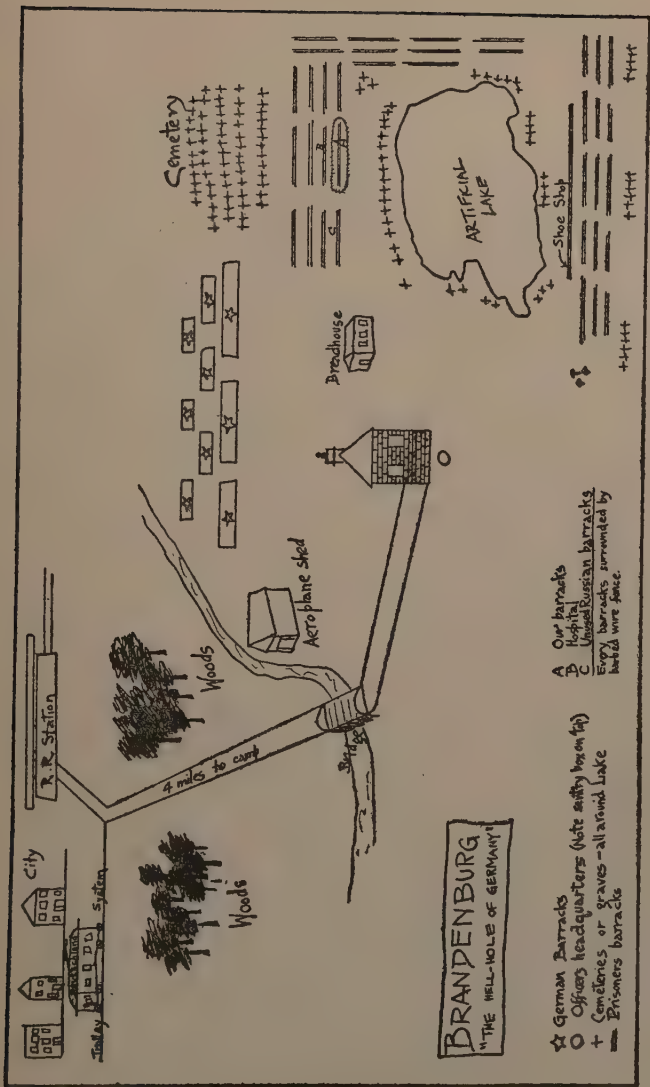 City
R.R. Station
Trolley System
Woods
Woods
4 miles to camp
Aeroplane shed
Cemetery
Breadhouse
B
A
C
ARTIFICIAL
LAKE
Shoe Shop
BRANDENBURG
"THE HELL-HOLE OF GERMANY"
German Barracks
Officers headquarters (Note sentry box on top)
Cemeteries or graves-all around Lake
Prisoners barracks
A Our barracks
B Hospital
C Unused Russian barracks
Every barracks surrounded by
barbed wire fence.